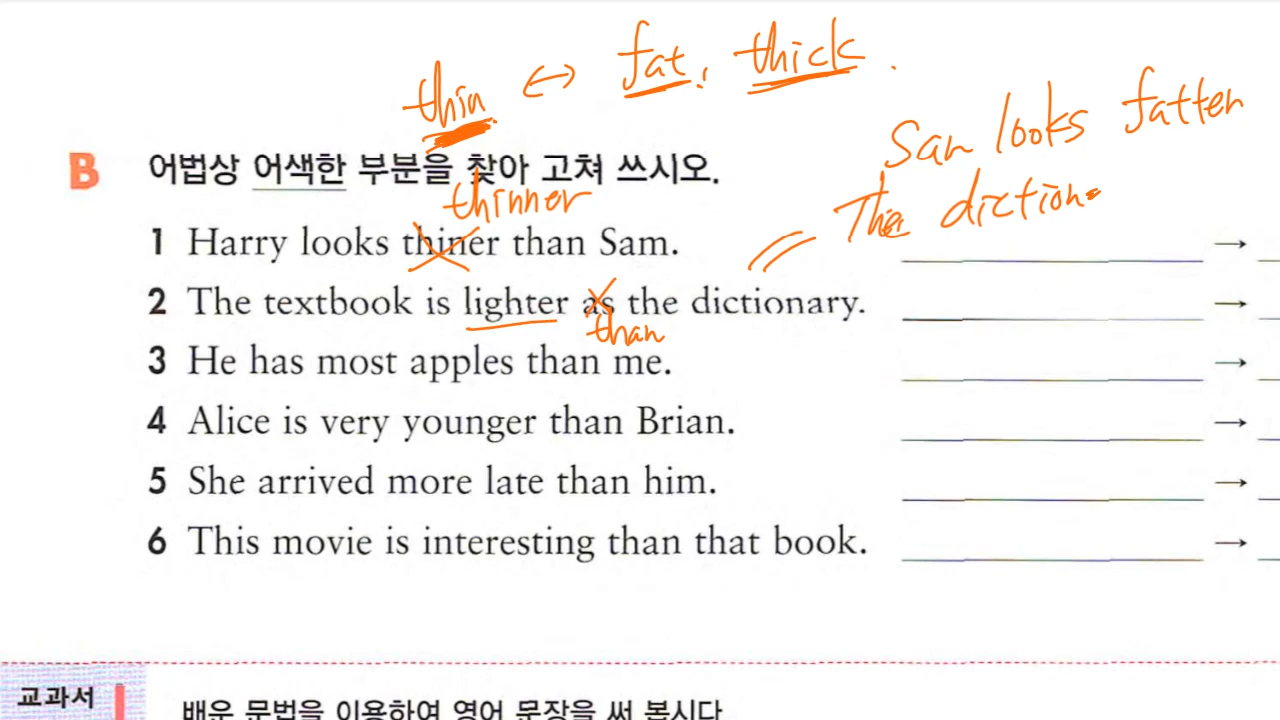 thin ↔ fat, thick.
San looks fatten
The diction
B 어법상 어색한 부분을 찾아 고쳐 쓰시오.
thinner
1 Harry looks thiner than Sam. →
2 The textbook is lighter as the dictionary. →
than
3 He has most apples than me. →
4 Alice is very younger than Brian. →
5 She arrived more late than him. →
6 This movie is interesting than that book. →
교과서
배운 문법을 이용하여 영어 문장을 써 봅시다